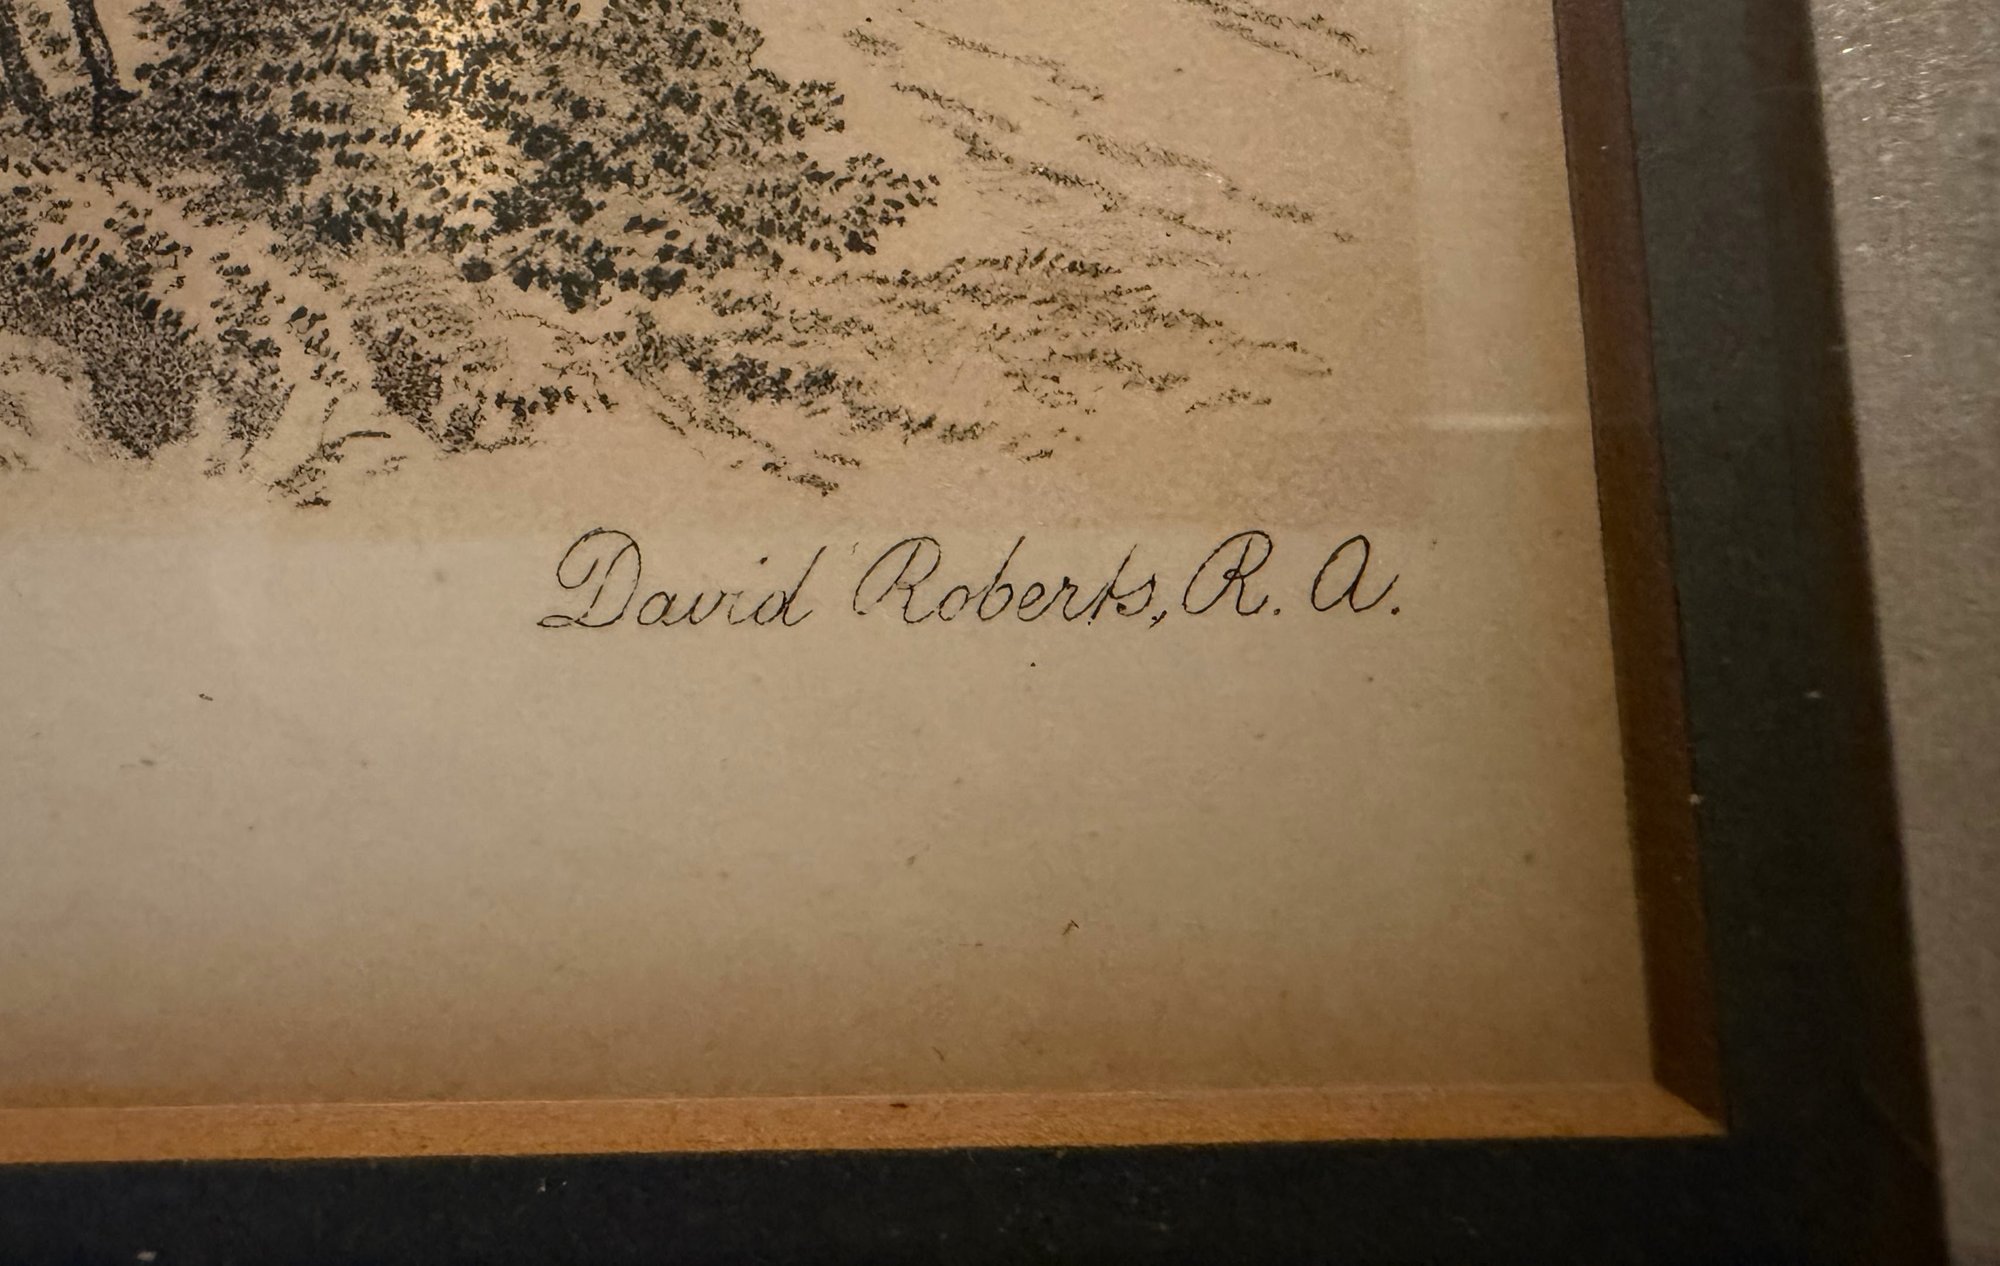 David Roberts, R. A.